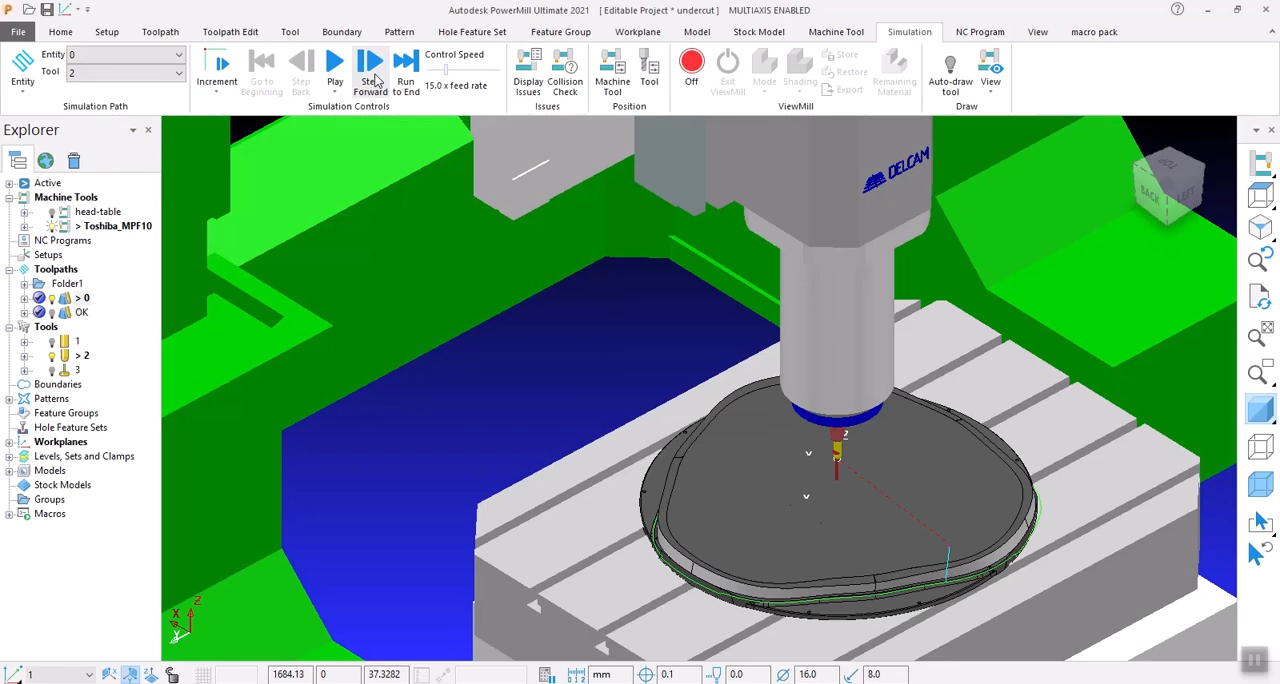 Autodesk PowerMill Ultimate 2021 [ Editable Project * undercut ] MULTIAXIS ENABLED
File Home Setup Toolpath Toolpath Edit Tool Boundary Pattern Hole Feature Set Feature Group Workplane Model Stock Model Machine Tool Simulation NC Program View macro pack
Entity
Entity 0
Tool 2
Simulation Path
Increment
Go to Beginning
Step Back
Play
Step Forward
Run to End
Control Speed
15.0 x feed rate
Simulation Controls
Display Issues
Collision Check
Issues
Machine Tool
Tool
Position
Off
Exit ViewMill
Mode
Shading
Store
Restore
Export
Remaining Material
ViewMill
Auto-draw tool
View
Draw
Explorer
Active
Machine Tools
head-table
> Toshiba_MPF10
NC Programs
Setups
Toolpaths
Folder1
> 0
OK
Tools
1
> 2
3
Boundaries
Patterns
Feature Groups
Hole Feature Sets
Workplanes
Levels, Sets and Clamps
Models
Stock Models
Groups
Macros
DELCAM
TOP
BACK
LEFT
Z
X
Z
Y
1
1684.13 0 37.3282 mm 0.1 0.0 16.0 8.0